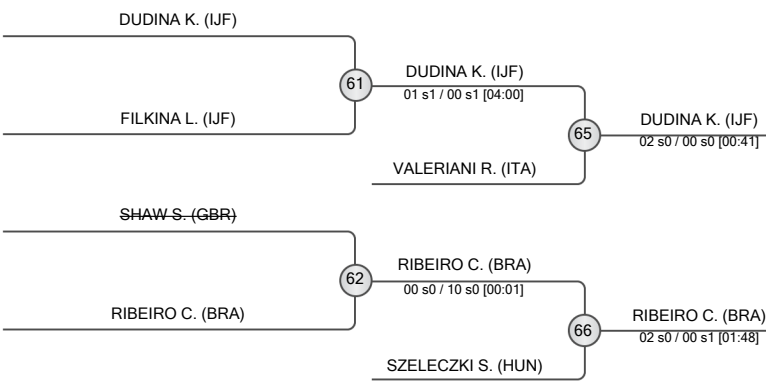 DUDINA K. (IJF)
61
DUDINA K. (IJF)
01 s1 / 00 s1 [04:00]
FILKINA L. (IJF)
65
DUDINA K. (IJF)
02 s0 / 00 s0 [00:41]
VALERIANI R. (ITA)
SHAW S. (GBR)
62
RIBEIRO C. (BRA)
00 s0 / 10 s0 [00:01]
RIBEIRO C. (BRA)
66
RIBEIRO C. (BRA)
02 s0 / 00 s1 [01:48]
SZELECZKI S. (HUN)